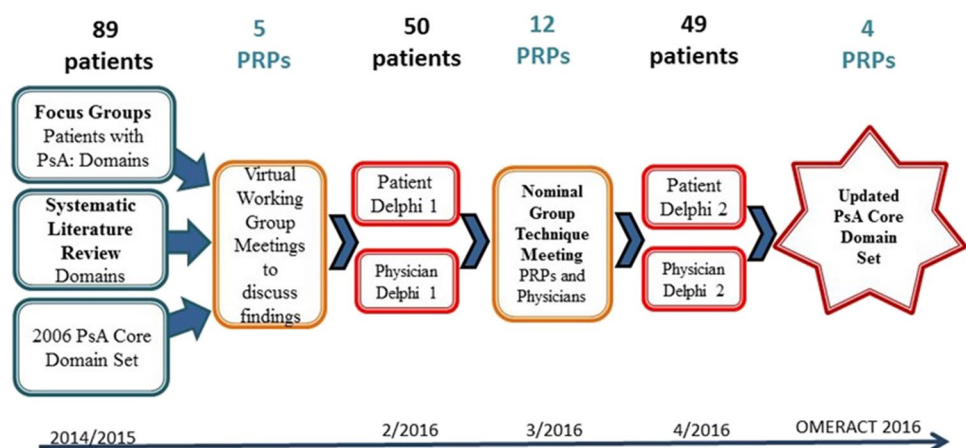 89
patients
5
PRPs
50
patients
12
PRPs
49
patients
4
PRPs
Focus Groups
Patients with
PsA: Domains
Systematic
Literature
Review
Domains
2006 PsA Core
Domain Set
Virtual
Working
Group
Meetings to
discuss
findings
Patient
Delphi 1
Physician
Delphi 1
Nominal
Group
Technique
Meeting
PRPs and
Physicians
Patient
Delphi 2
Physician
Delphi 2
Updated
PsA Core
Domain
Set
2014/2015
2/2016
3/2016
4/2016
OMERACT 2016